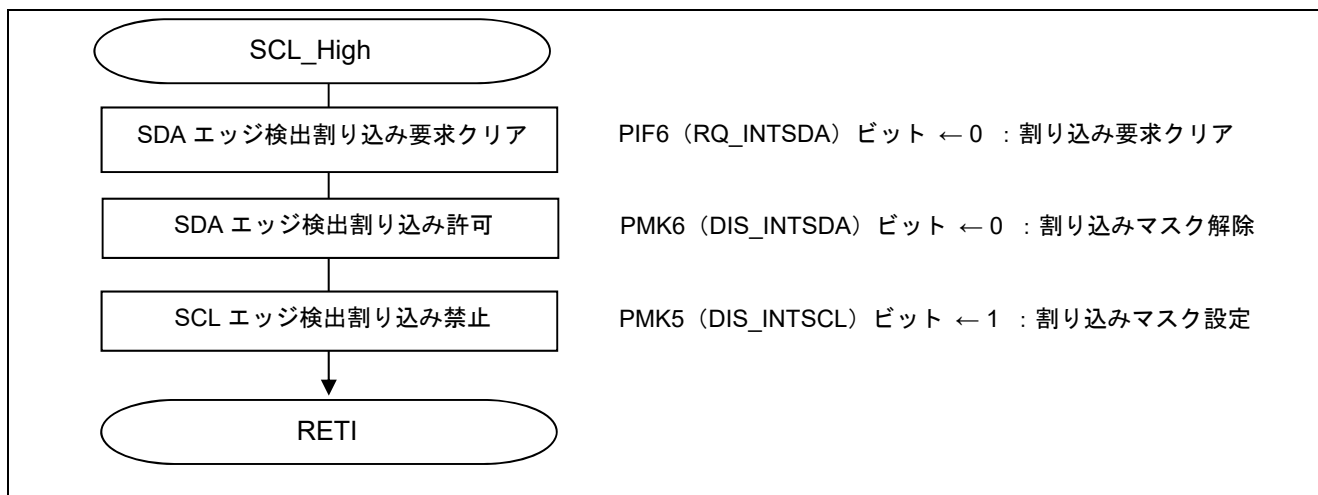 SCL_High
SDA エッジ検出割り込み要求クリア PIF6（RQ_INTSDA）ビット ← 0 ：割り込み要求クリア
SDA エッジ検出割り込み許可 PMK6（DIS_INTSDA）ビット ← 0 ：割り込みマスク解除
SCL エッジ検出割り込み禁止 PMK5（DIS_INTSCL）ビット ← 1 ：割り込みマスク設定
RETI